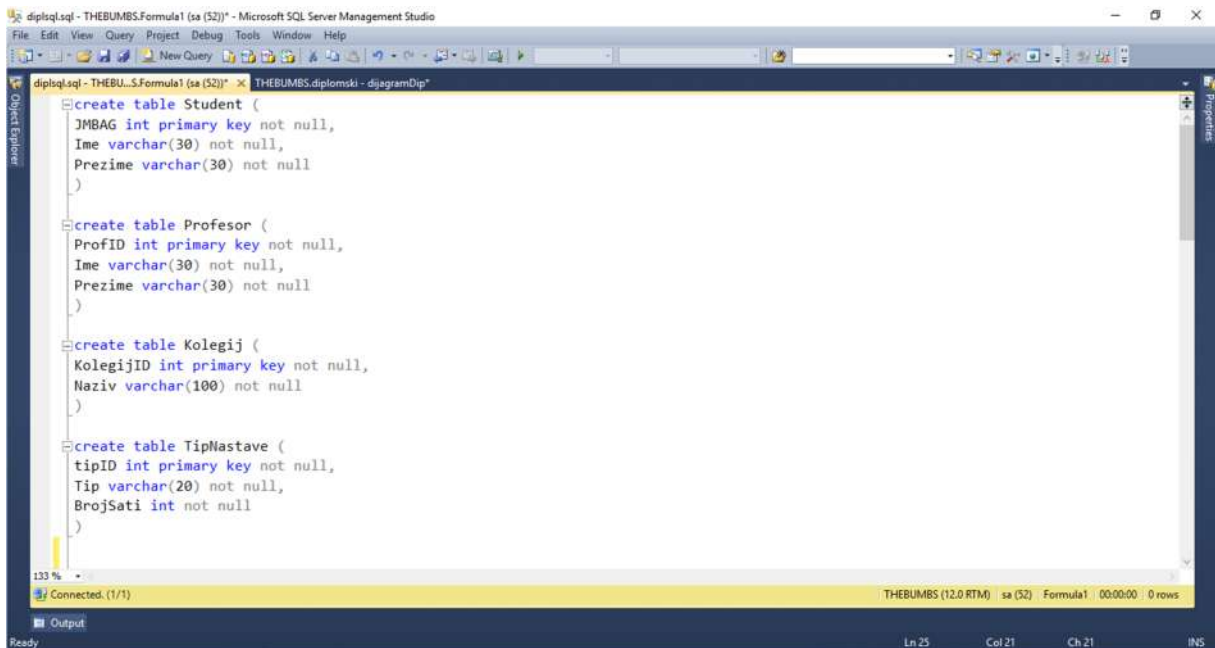 diplsql.sql - THEBUMBS.Formula1 (sa (52))* - Microsoft SQL Server Management Studio
File Edit View Query Project Debug Tools Window Help
New Query
diplsql.sql - THEBU...S.Formula1 (sa (52))* THEBUMBS.diplomski - dijagramDip*
Object Explorer
Properties
create table Student (
JMBAG int primary key not null,
Ime varchar(30) not null,
Prezime varchar(30) not null
)
create table Profesor (
ProfID int primary key not null,
Ime varchar(30) not null,
Prezime varchar(30) not null
)
create table Kolegij (
KolegijID int primary key not null,
Naziv varchar(100) not null
)
create table TipNastave (
tipID int primary key not null,
Tip varchar(20) not null,
BrojSati int not null
)
133 %
Connected. (1/1) THEBUMBS (12.0 RTM) sa (52) Formula1 00:00:00 0 rows
Output
Ready Ln 25 Col 21 Ch 21 INS